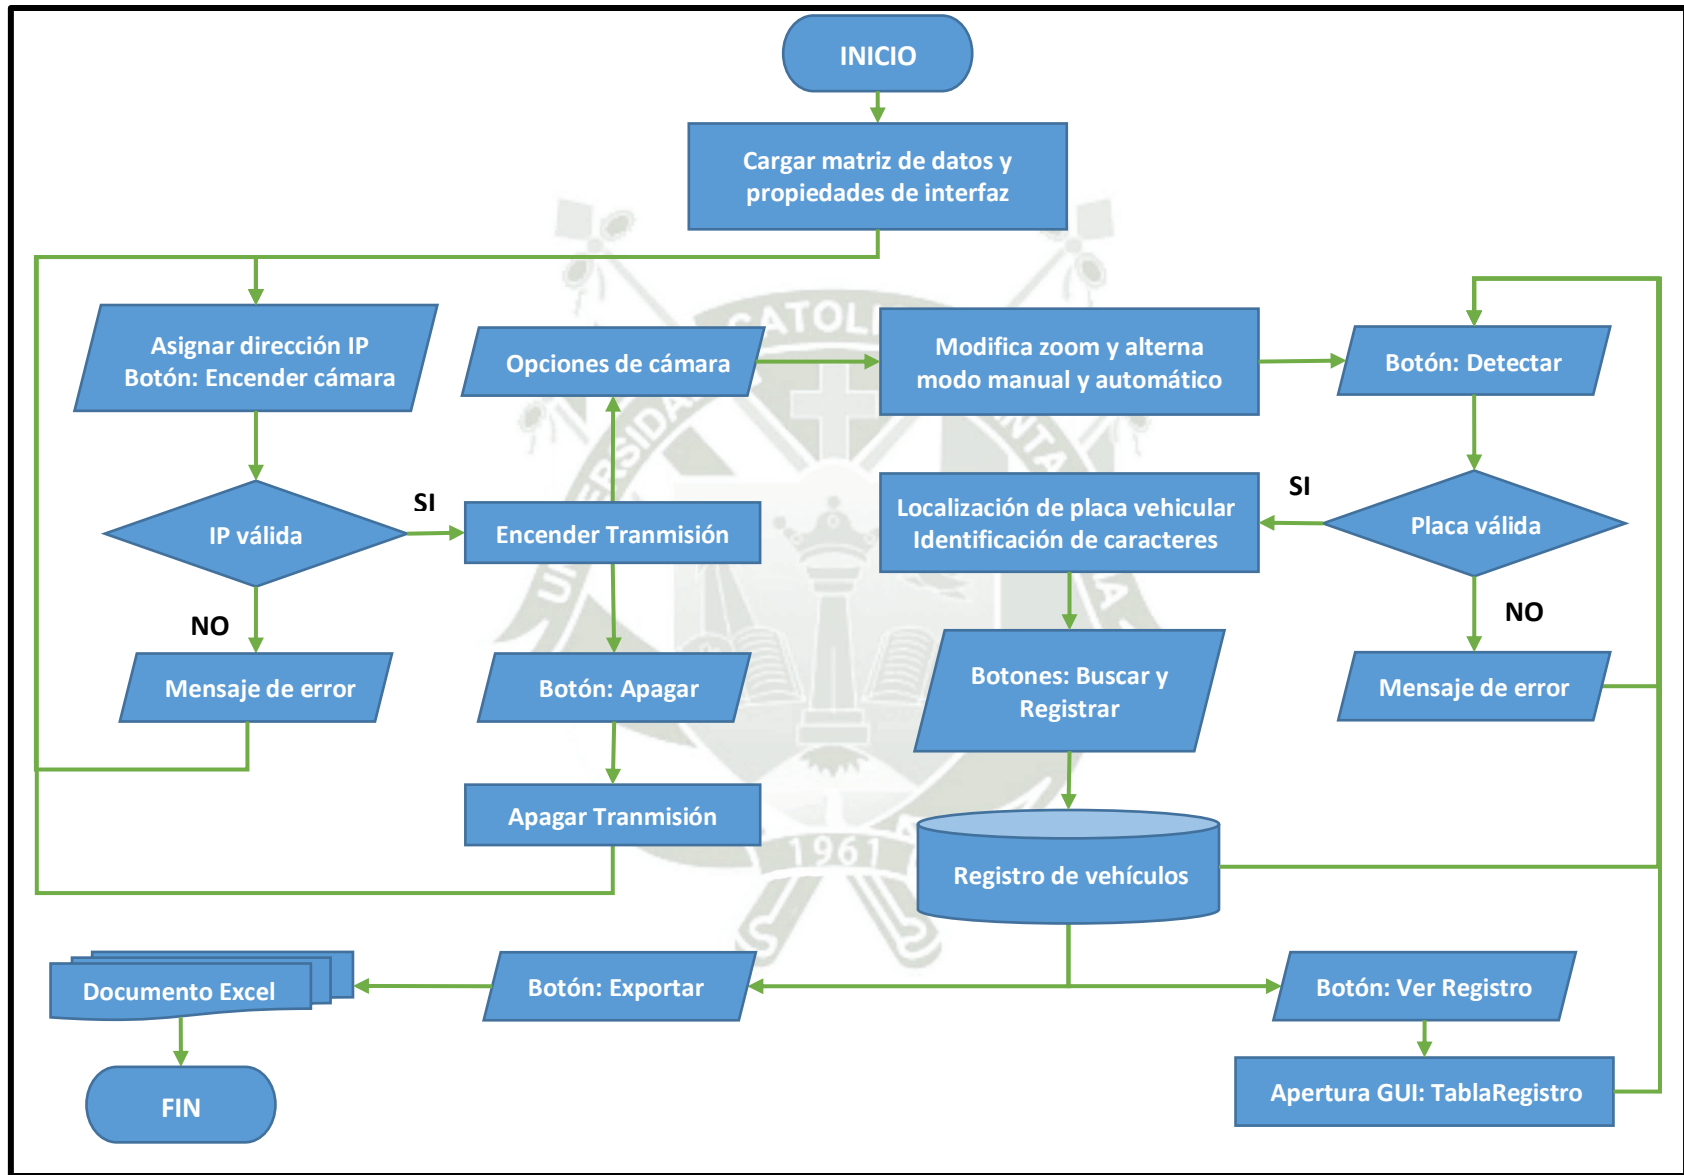 INICIO
Cargar matriz de datos y
propiedades de interfaz
Asignar dirección IP
Botón: Encender cámara
Opciones de cámara
Modifica zoom y alterna
modo manual y automático
Botón: Detectar
IP válida
SI
Encender Tranmisión
Localización de placa vehicular
Identificación de caracteres
SI
Placa válida
NO
Mensaje de error
Botón: Apagar
Botones: Buscar y
Registrar
NO
Mensaje de error
Apagar Tranmisión
Registro de vehículos
1961
Documento Excel
Botón: Exportar
Botón: Ver Registro
FIN
Apertura GUI: TablaRegistro